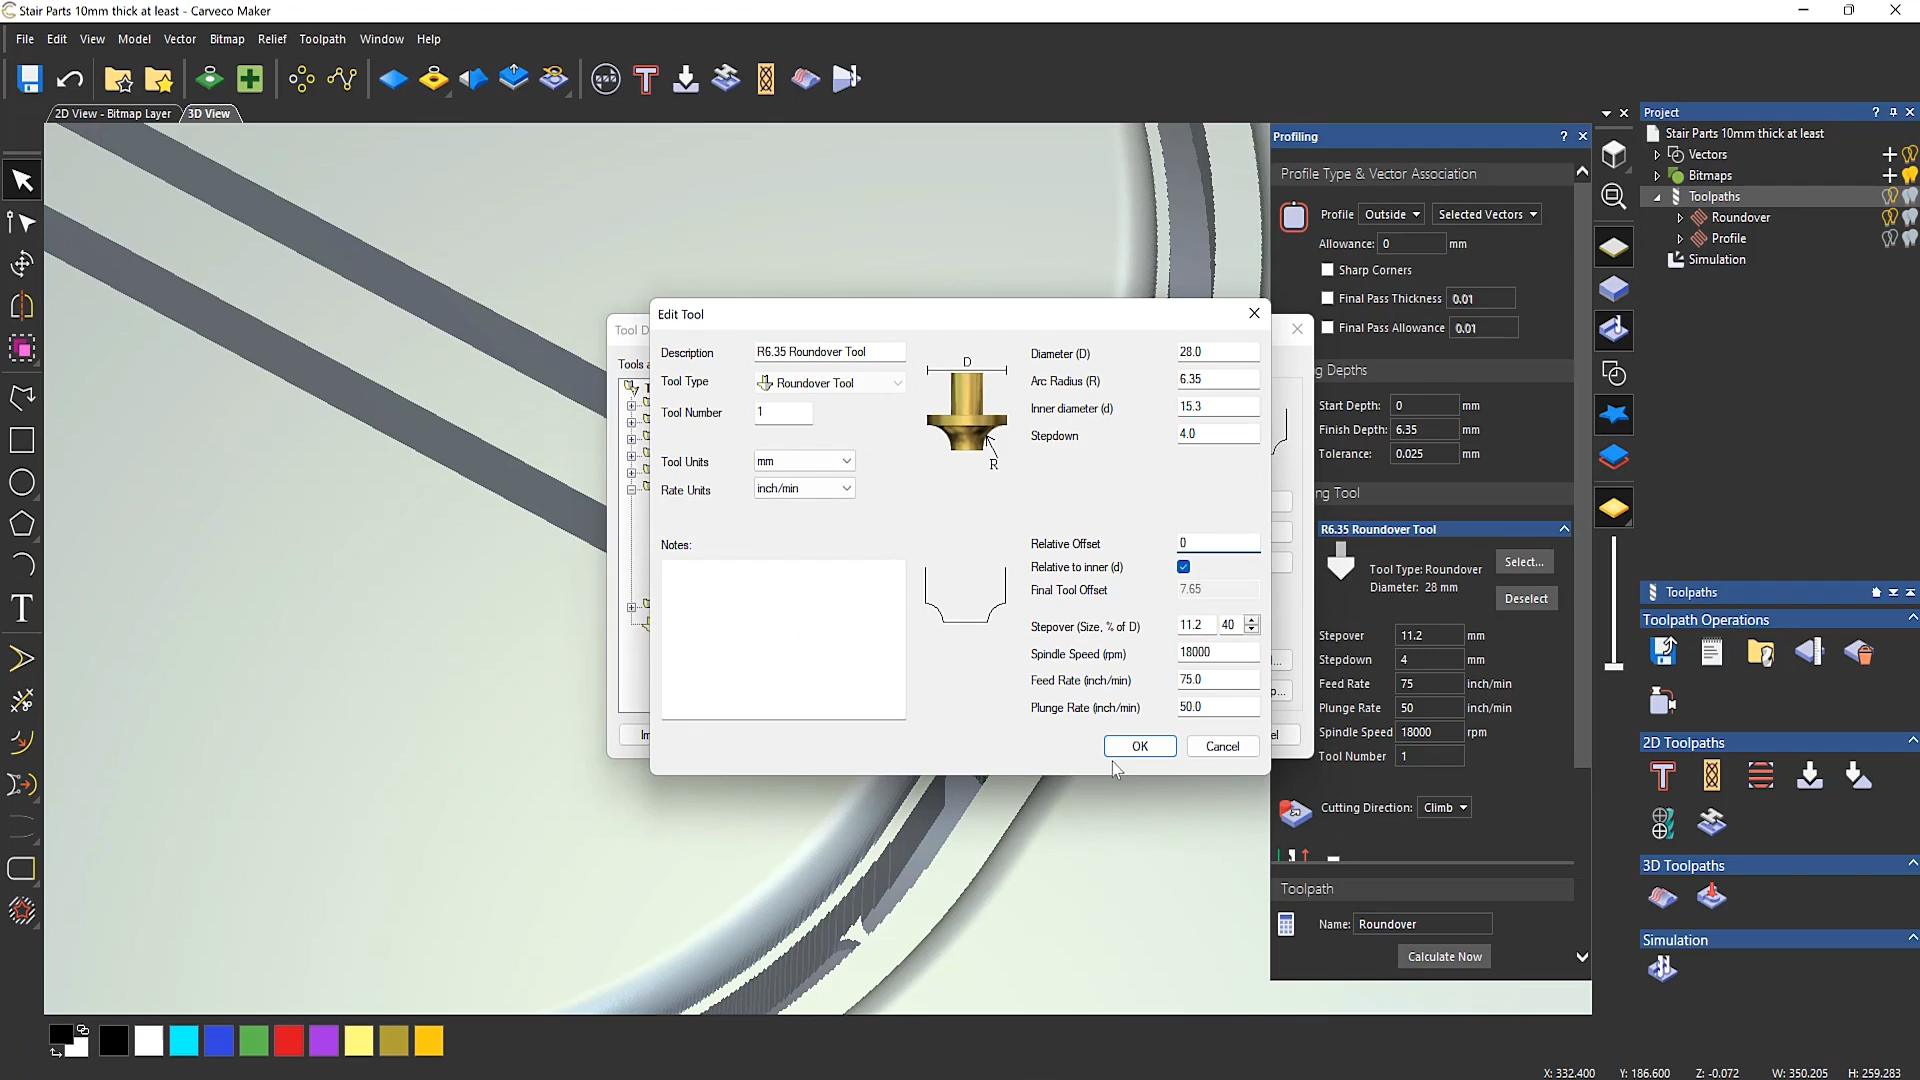 Stair Parts 10mm thick at least - Carveco Maker
File Edit View Model Vector Bitmap Relief Toolpath Window Help
2D View - Bitmap Layer 3D View
Profiling
Profile Type & Vector Association
Profile Outside Selected Vectors
Allowance: 0 mm
Sharp Corners
Final Pass Thickness 0.01
Final Pass Allowance 0.01
g Depths
Start Depth: 0 mm
Finish Depth: 6.35 mm
Tolerance: 0.025 mm
ng Tool
R6.35 Roundover Tool
Tool Type: Roundover
Diameter: 28 mm
Select...
Deselect
Stepover 11.2 mm
Stepdown 4 mm
Feed Rate 75 inch/min
Plunge Rate 50 inch/min
Spindle Speed 18000 rpm
Tool Number 1
Cutting Direction: Climb
Toolpath
Name: Roundover
Calculate Now
Tool D
Tools a
Im
...
p...
el
Edit Tool
Description R6.35 Roundover Tool
Tool Type Roundover Tool
Tool Number 1
Tool Units mm
Rate Units inch/min
Notes:
D
R
Diameter (D) 28.0
Arc Radius (R) 6.35
Inner diameter (d) 15.3
Stepdown 4.0
Relative Offset 0
Relative to inner (d)
Final Tool Offset 7.65
Stepover (Size, % of D) 11.2 40
Spindle Speed (rpm) 18000
Feed Rate (inch/min) 75.0
Plunge Rate (inch/min) 50.0
OK Cancel
Project
Stair Parts 10mm thick at least
Vectors
Bitmaps
Toolpaths
Roundover
Profile
Simulation
Toolpaths
Toolpath Operations
2D Toolpaths
3D Toolpaths
Simulation
X: 332.400 Y: 186.600 Z: -0.072 W: 350.205 H: 259.283